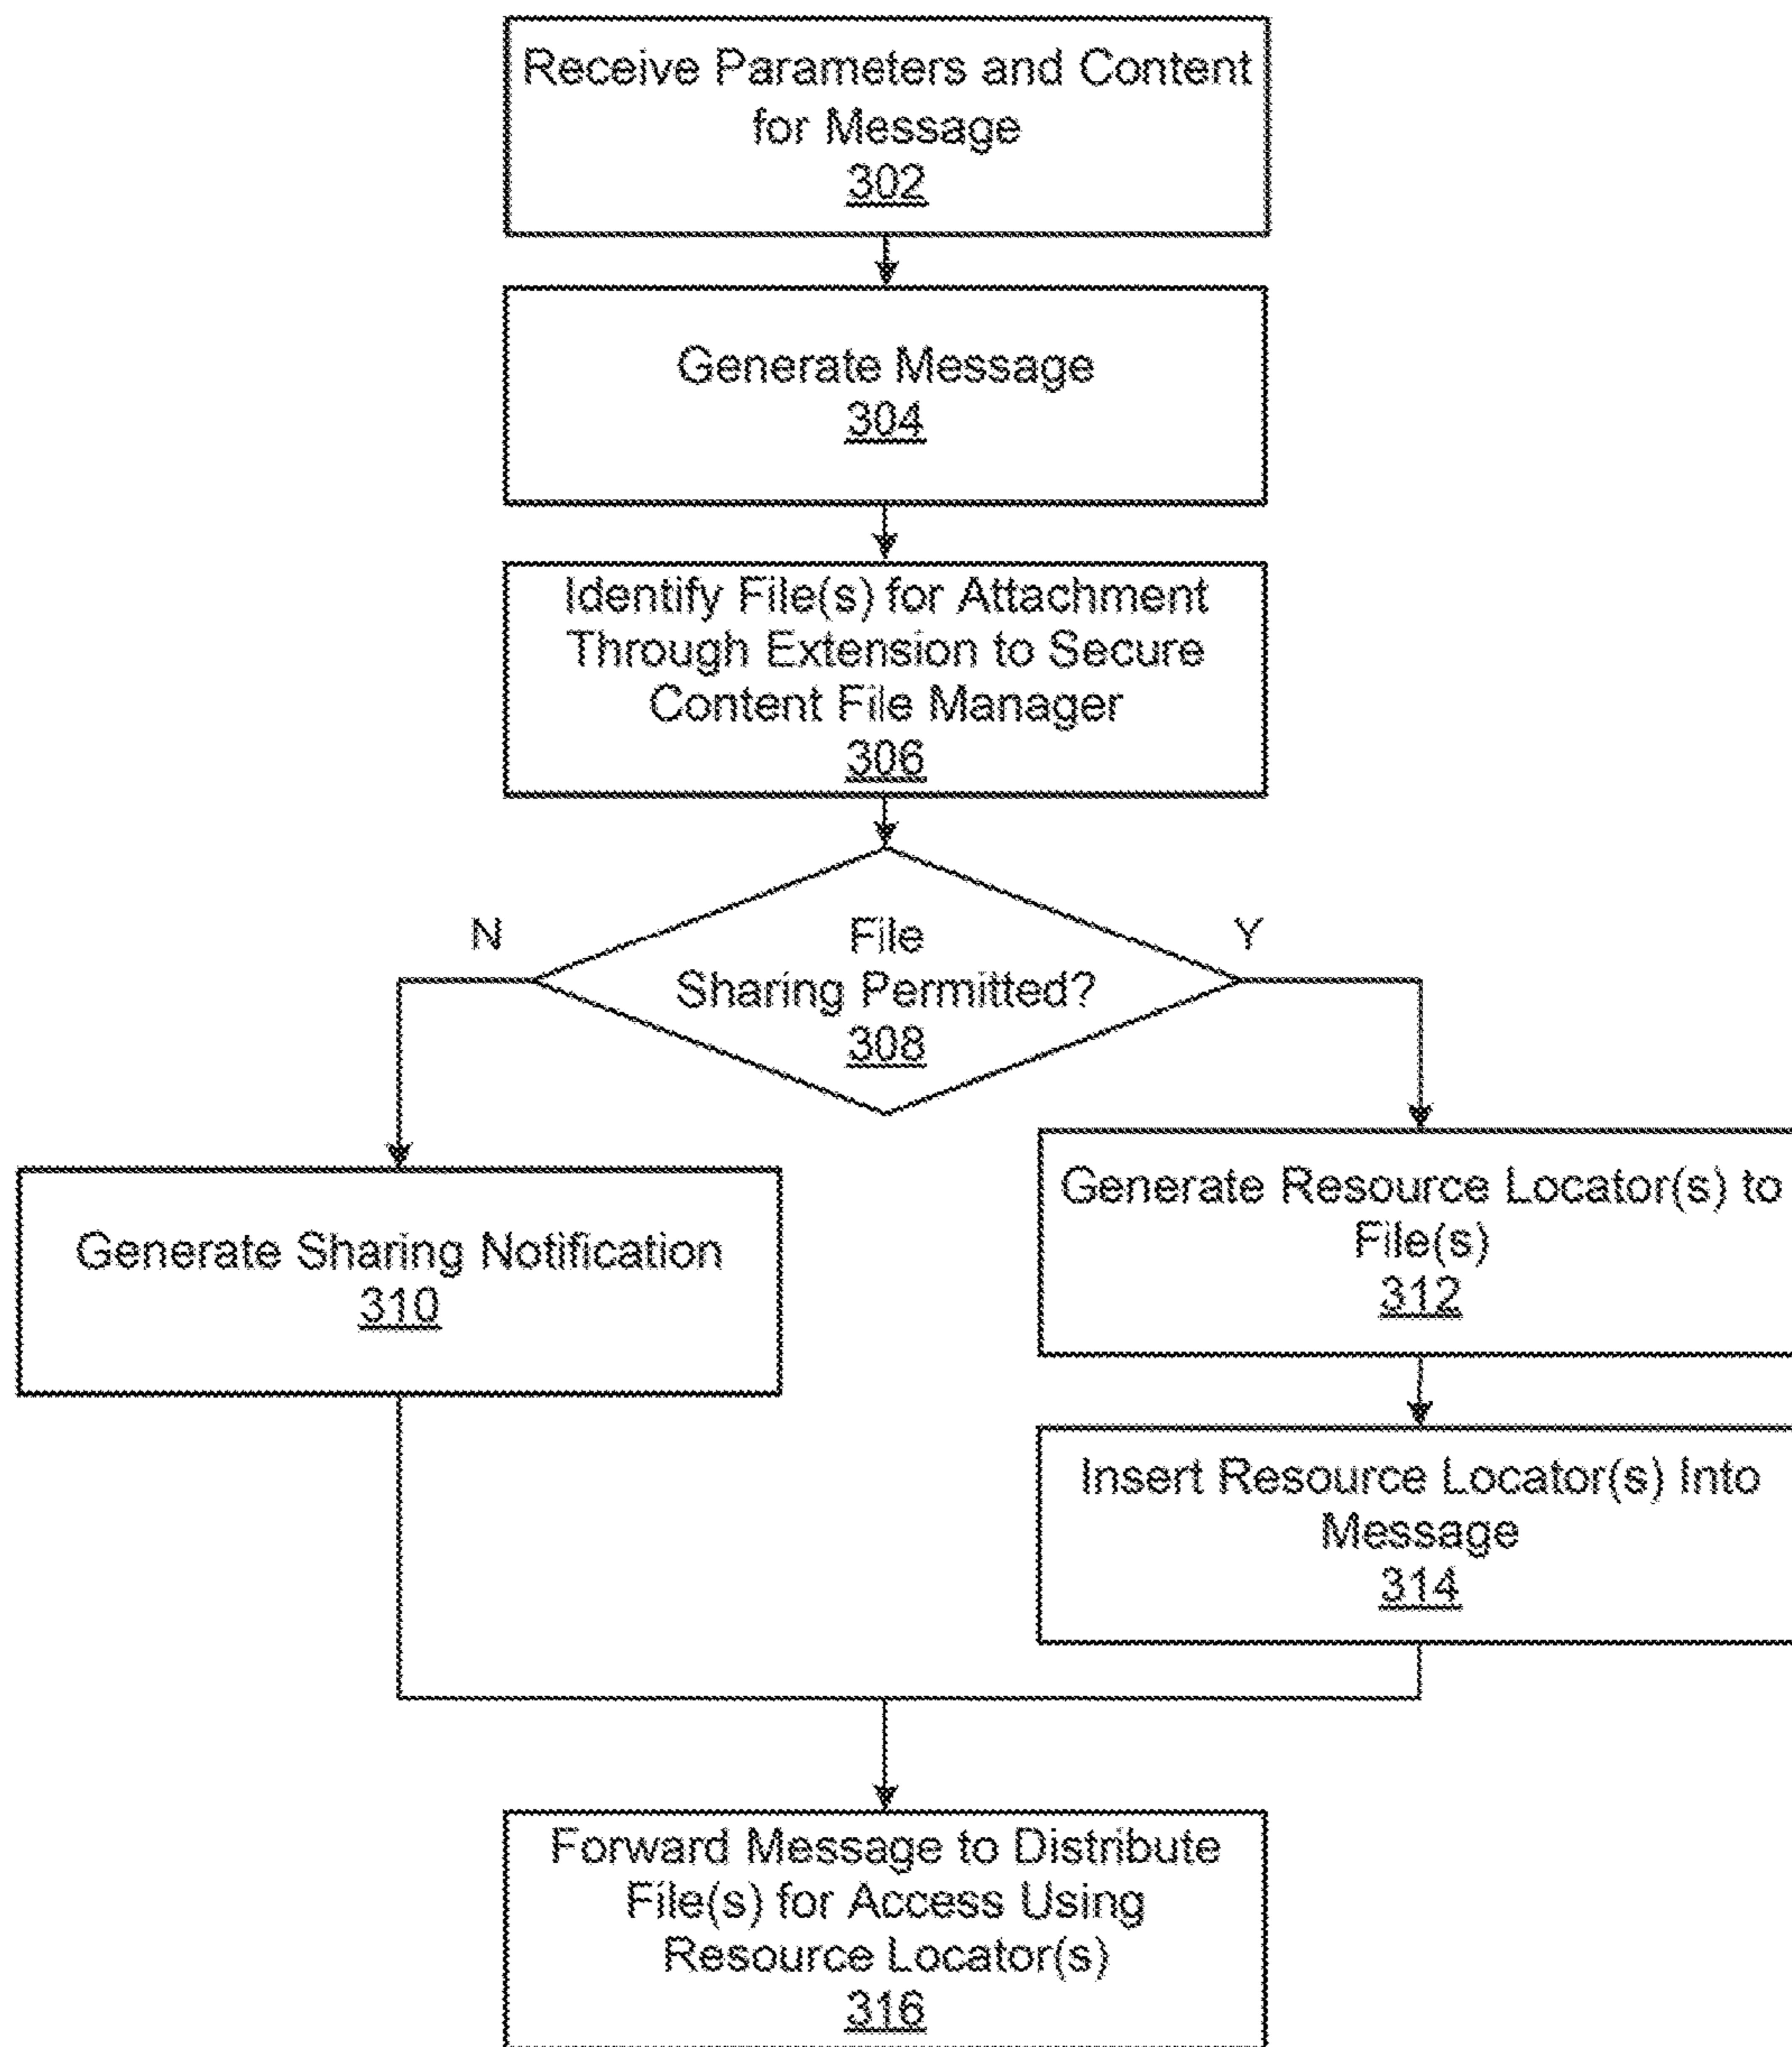 Receive Parameters and Content
for Message
302
Generate Message
304
Identify File(s) for Attachment
Through Extension to Secure
Content File Manager
306
N
File
Y
Sharing Permitted?
308
Generate Sharing Notification
310
Generate Resource Locator(s) to
File(s)
312
Insert Resource Locator(s) Into
Message
314
Forward Message to Distribute
File(s) for Access Using
Resource Locator(s)
316